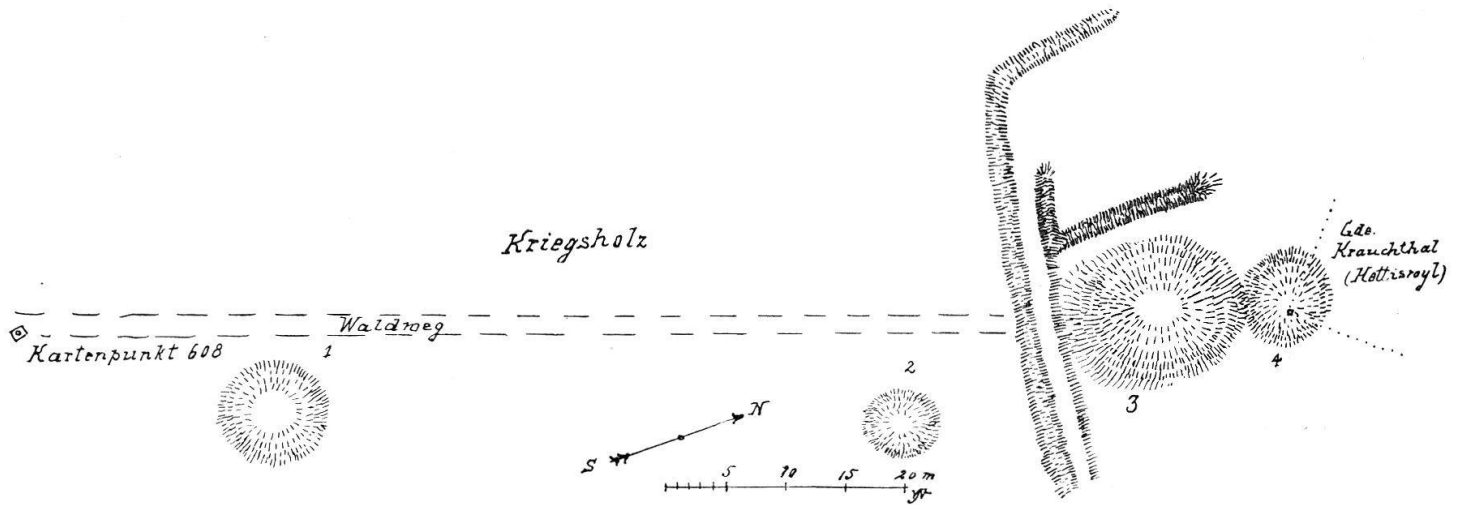 Kriegsholz
Gde.
Krauchthal
(Hettiswyl)
Waldweg
Kartenpunkt 608
1
2
3
4
N
S
5 10 15 20 m